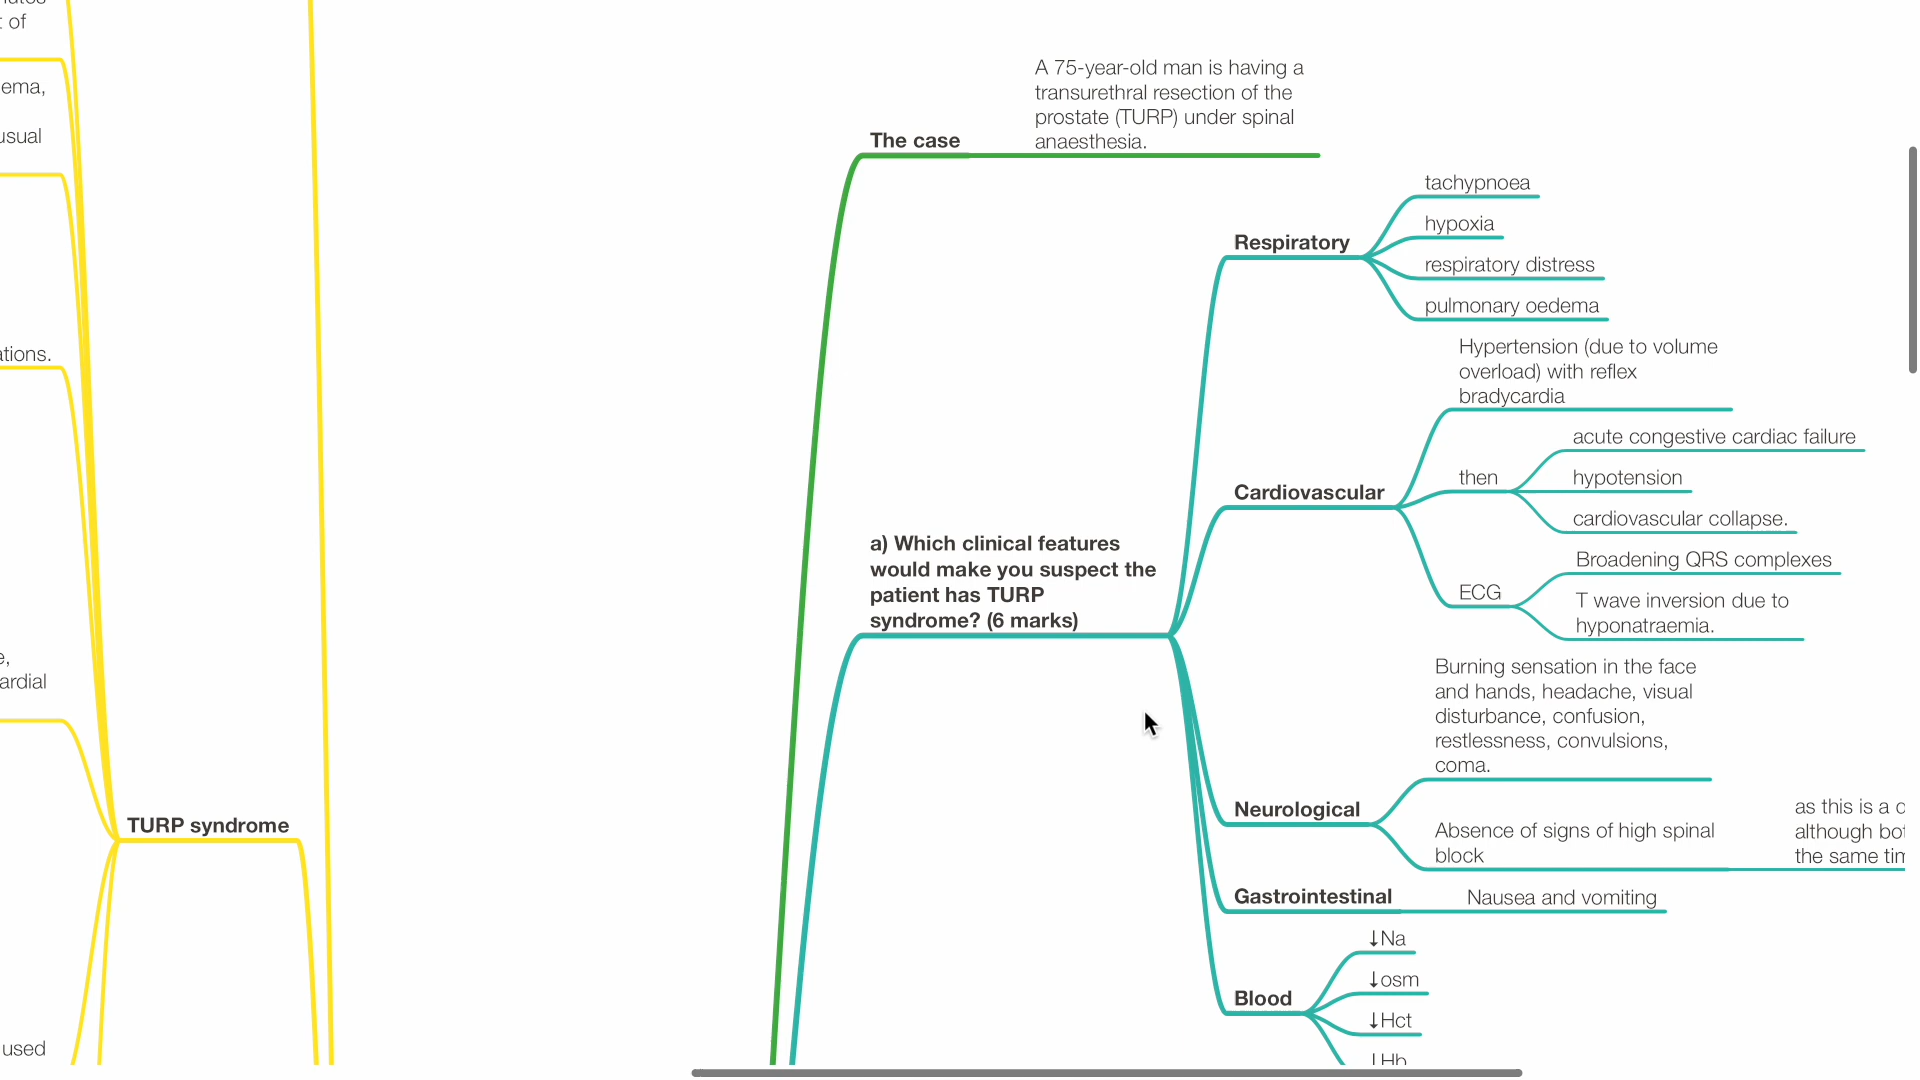 of
ema,
usual
ations.
e,
ardial
TURP syndrome
used
The case
A 75-year-old man is having a
transurethral resection of the
prostate (TURP) under spinal
anaesthesia.
a) Which clinical features
would make you suspect the
patient has TURP
syndrome? (6 marks)
Respiratory
tachypnoea
hypoxia
respiratory distress
pulmonary oedema
Cardiovascular
Hypertension (due to volume
overload) with reflex
bradycardia
then
acute congestive cardiac failure
hypotension
cardiovascular collapse.
ECG
Broadening QRS complexes
T wave inversion due to
hyponatraemia.
Neurological
Burning sensation in the face
and hands, headache, visual
disturbance, confusion,
restlessness, convulsions,
coma.
Absence of signs of high spinal
block
as this is a
although
the same
Gastrointestinal
Nausea and vomiting
Blood
↓Na
↓osm
↓Hct
↓Hb